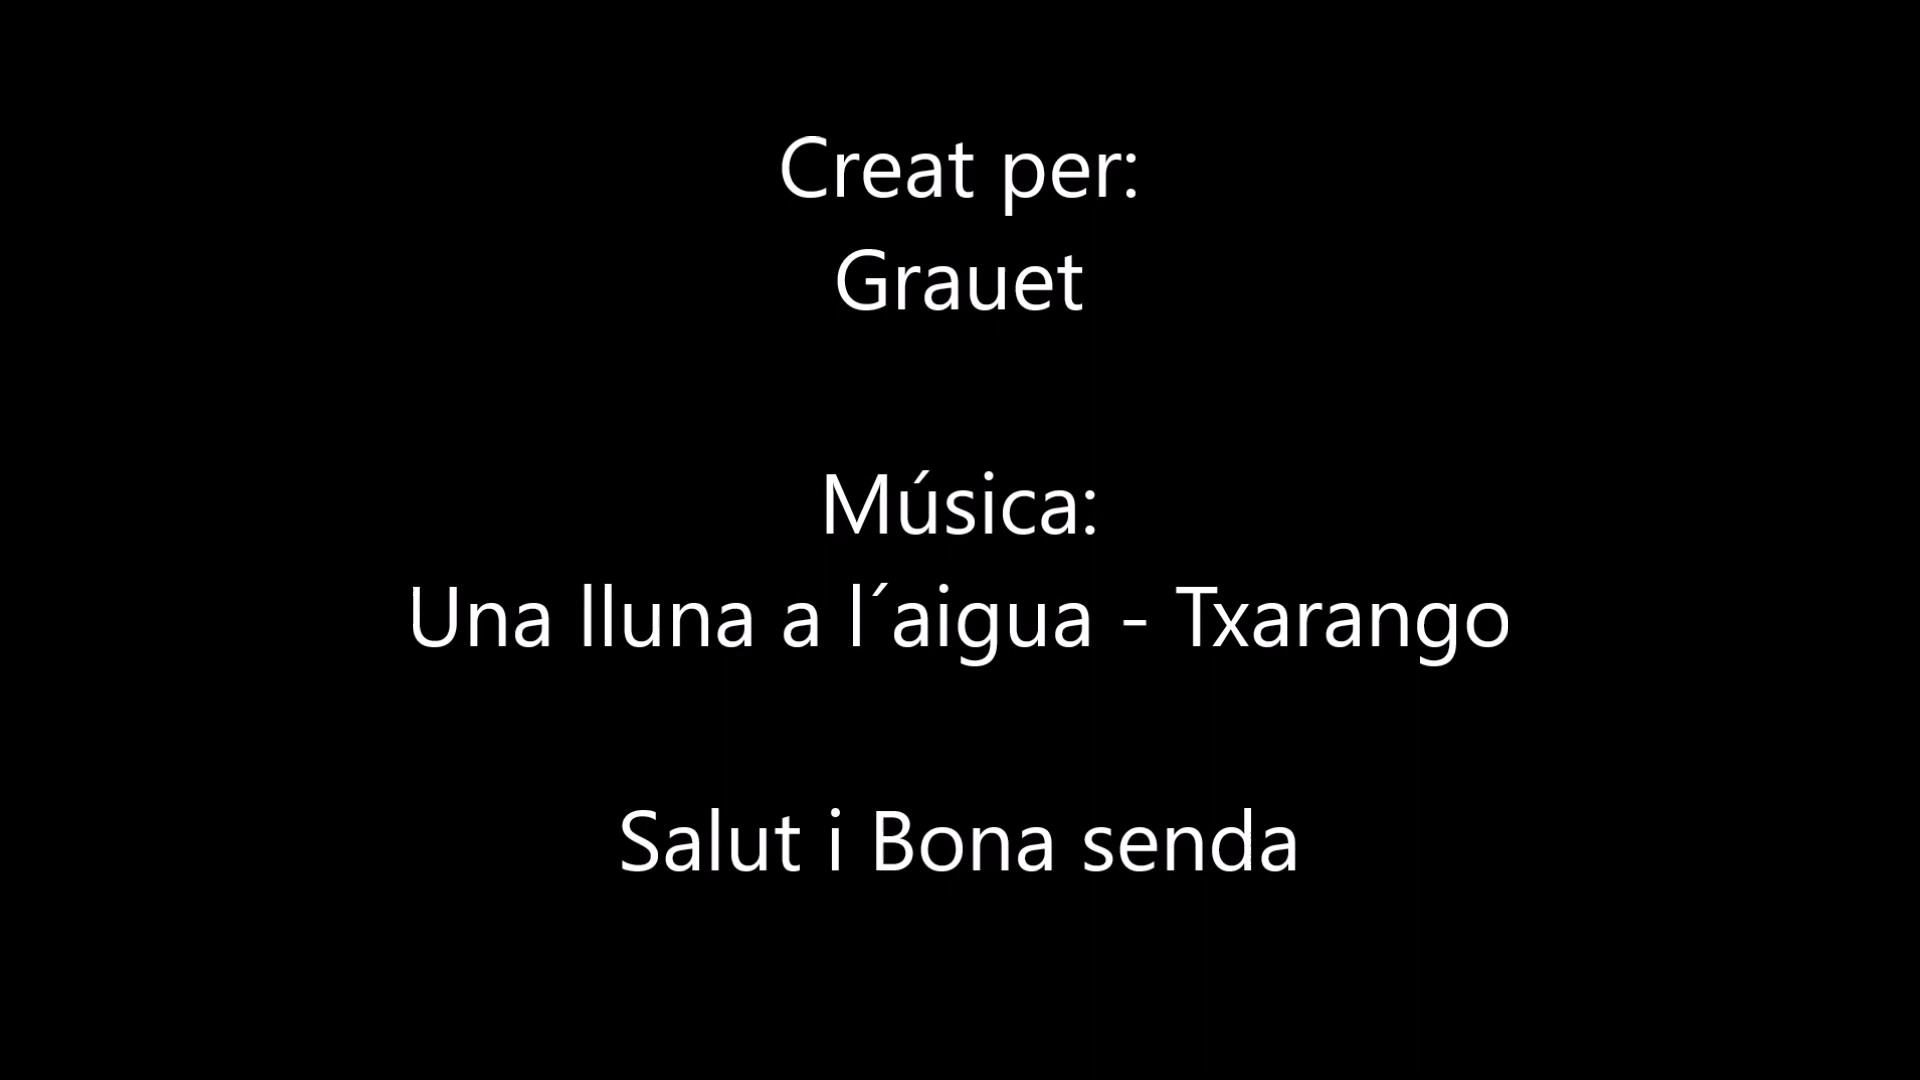 Creat per:
Grauet
Música:
Una lluna a l´aigua - Txarango
Salut i Bona senda